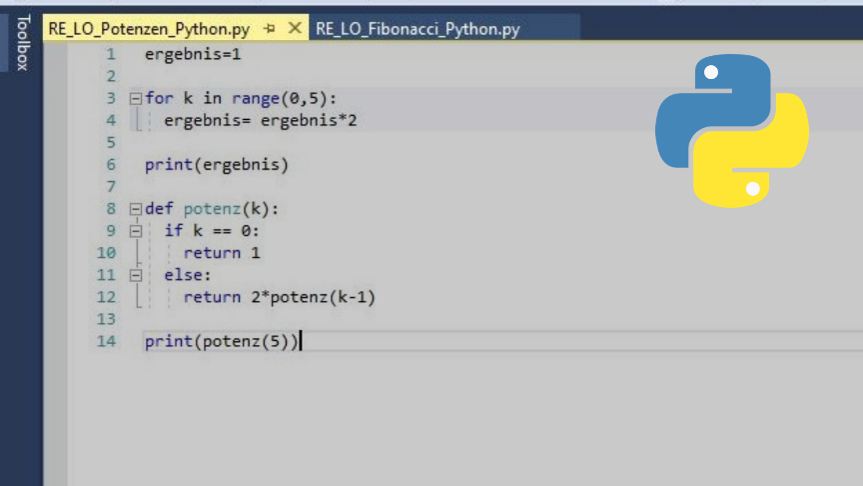 RE_LO_Potenzen_Python.py RE_LO_Fibonacci_Python.py
Toolbox
1 ergebnis=1
2
3 for k in range(0,5):
4 ergebnis= ergebnis*2
5
6 print(ergebnis)
7
8 def potenz(k):
9 if k == 0:
10 return 1
11 else:
12 return 2*potenz(k-1)
13
14 print(potenz(5))